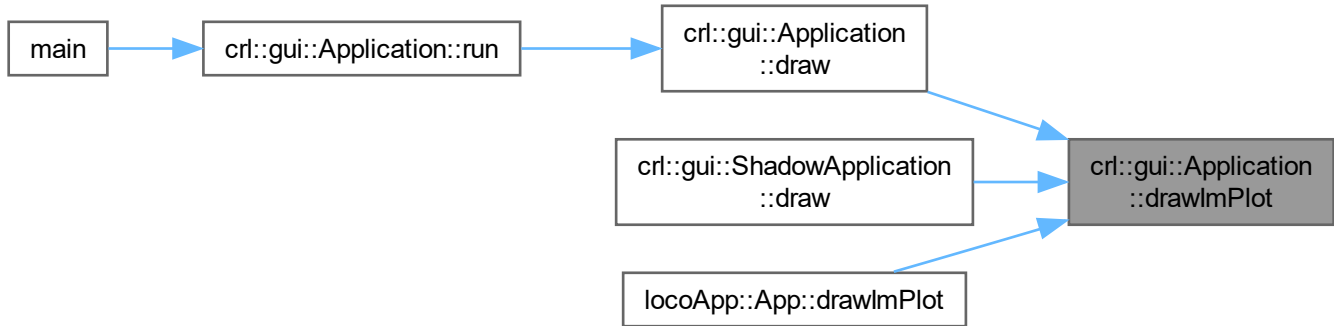 main
crl::gui::Application::run
crl::gui::Application
::draw
crl::gui::ShadowApplication
::draw
locoApp::App::drawImPlot
crl::gui::Application
::drawImPlot